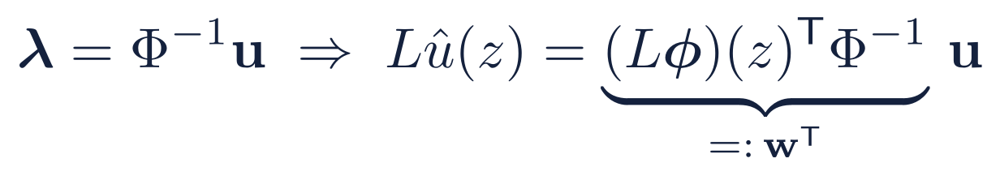 𝝀 = Φ⁻¹𝐮 ⇒ Lû(z) = (L𝝓)(z)ᵀΦ⁻¹ 𝐮
=: 𝐰ᵀ